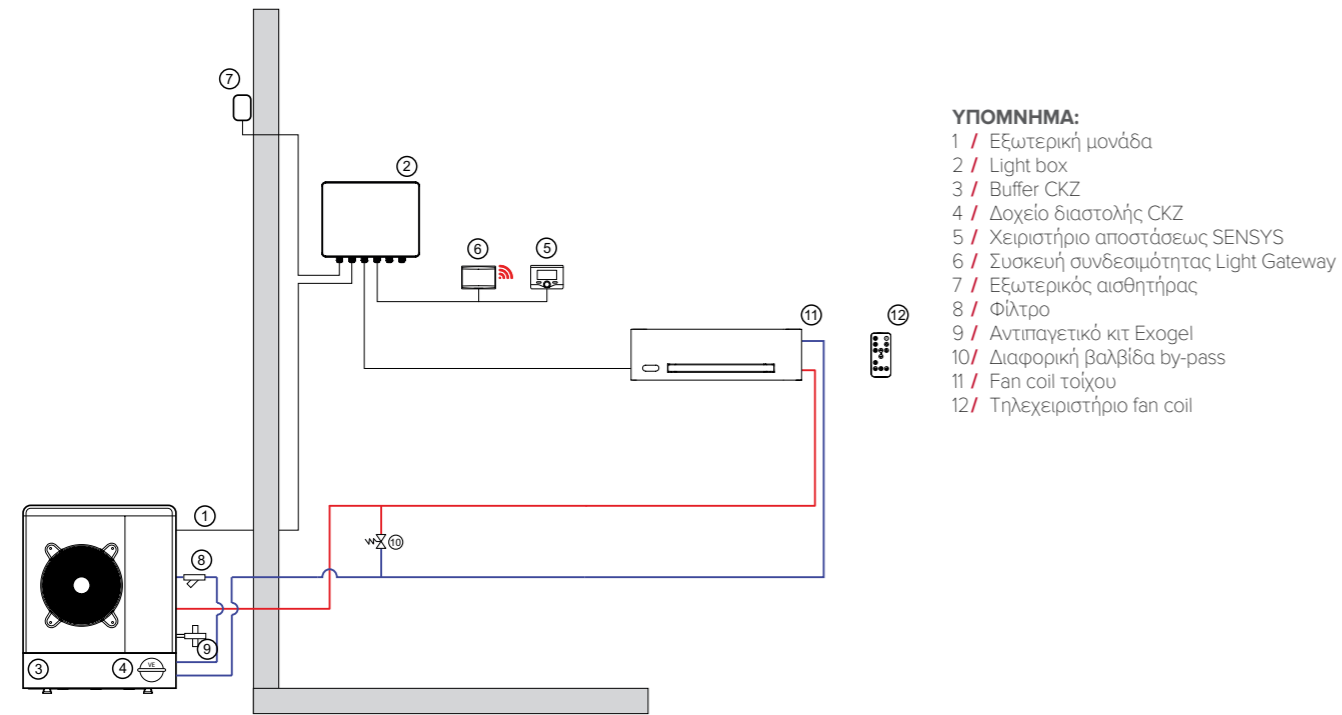 7
2
6
5
11
12
1
10
8
9
3
4
VE
ΥΠΟΜΝΗΜΑ:
1 / Εξωτερική μονάδα
2 / Light box
3 / Buffer CKZ
4 / Δοχείο διαστολής CKZ
5 / Χειριστήριο αποστάσεως SENSYS
6 / Συσκευή συνδεσιμότητας Light Gateway
7 / Εξωτερικός αισθητήρας
8 / Φίλτρο
9 / Αντιπαγετικό κιτ Exogel
10/ Διαφορική βαλβίδα by-pass
11 / Fan coil τοίχου
12/ Τηλεχειριστήριο fan coil